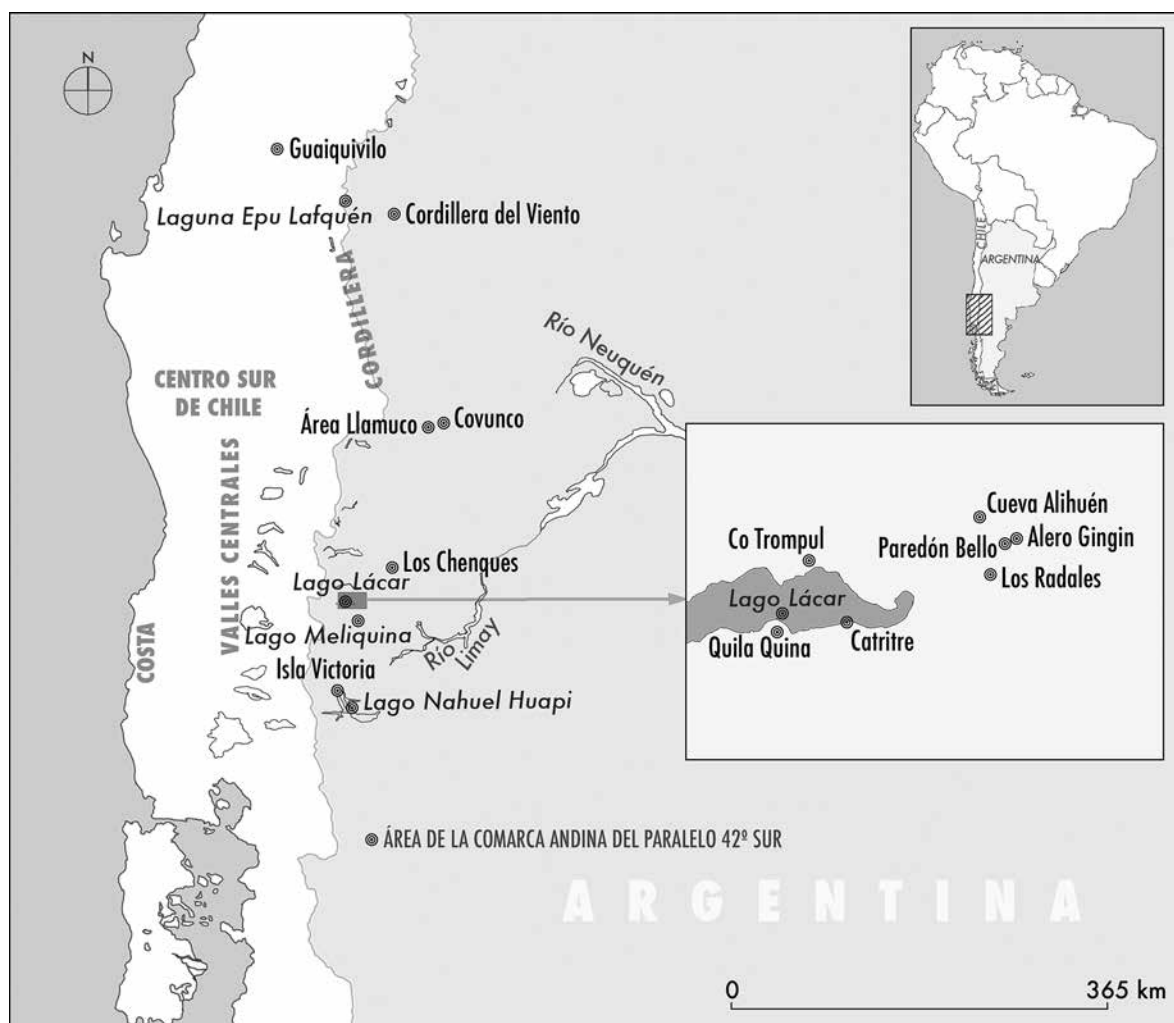 N
Guaiquivilo
Laguna Epu Lafquén
Cordillera del Viento
CORDILLERA
Río Neuquén
CENTRO SUR
DE CHILE
Área Llamuco
Covunco
VALLES CENTRALES
COSTA
Los Chenques
Lago Lácar
Lago Meliquina
Río
Limay
Isla Victoria
Lago Nahuel Huapi
ÁREA DE LA COMARCA ANDINA DEL PARALELO 42º SUR
ARGENTINA
0 365 km
CHILE
ARGENTINA
Cueva Alihuén
Co Trompul
Paredón Bello
Alero Gingin
Los Radales
Lago Lácar
Quila Quina
Catritre